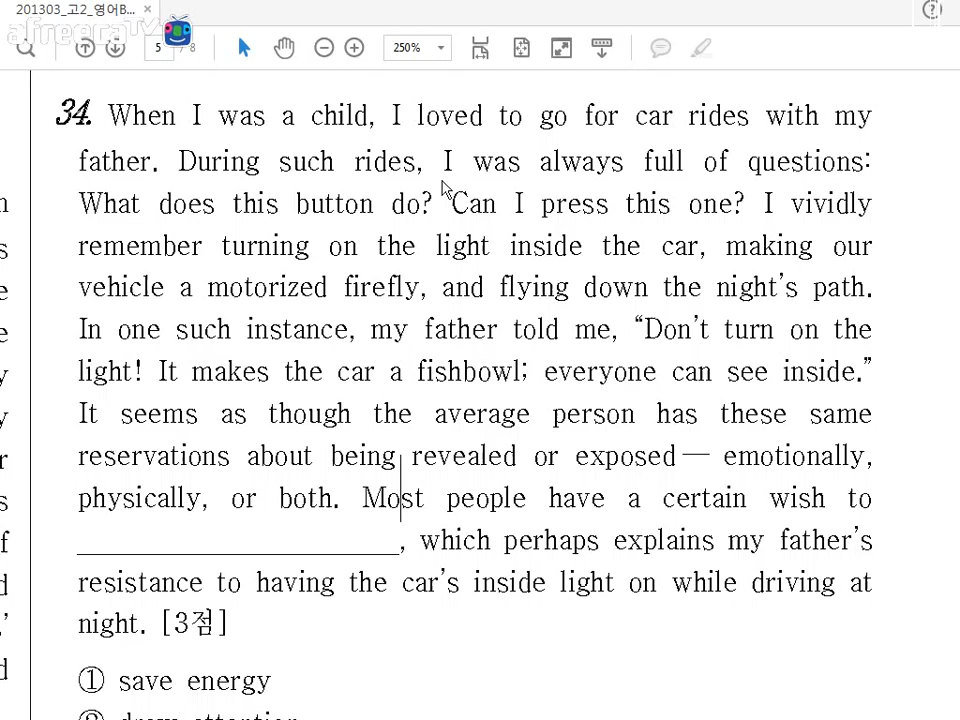 201303_고2_영어B... ×
afreecaTV
5 / 8
250%
34. When I was a child, I loved to go for car rides with my
father. During such rides, I was always full of questions:
What does this button do? Can I press this one? I vividly
remember turning on the light inside the car, making our
vehicle a motorized firefly, and flying down the night's path.
In one such instance, my father told me, “Don't turn on the
light! It makes the car a fishbowl; everyone can see inside.”
It seems as though the average person has these same
reservations about being revealed or exposed — emotionally,
physically, or both. Most people have a certain wish to
____________________, which perhaps explains my father's
resistance to having the car's inside light on while driving at
night. [3점]
① save energy
② draw attention